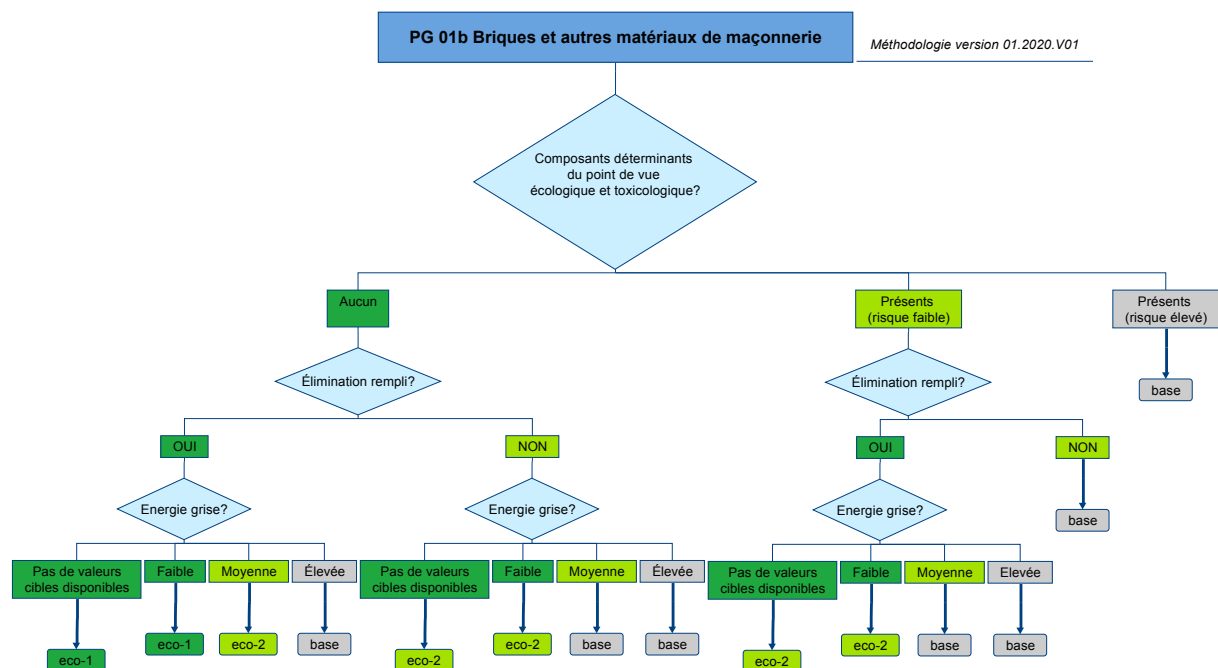 PG 01b Briques et autres matériaux de maçonnerie
Méthodologie version 01.2020.V01
Composants déterminants
du point de vue
écologique et toxicologique?
Aucun
Présents
(risque faible)
Présents
(risque élevé)
Élimination rempli?
Élimination rempli?
base
OUI
NON
OUI
NON
Energie grise?
Energie grise?
Energie grise?
base
Pas de valeurs
cibles disponibles
Faible
Moyenne
Élevée
Pas de valeurs
cibles disponibles
Faible
Moyenne
Élevée
Pas de valeurs
cibles disponibles
Faible
Moyenne
Elevée
eco-1
eco-1
eco-2
base
eco-2
eco-2
base
base
eco-2
eco-2
base
base